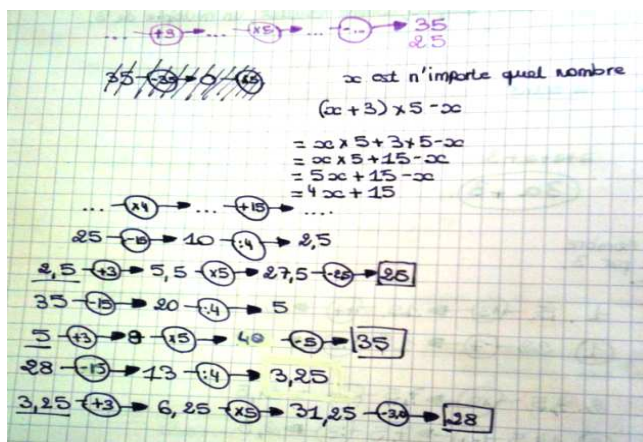 ... +3 → ... ×5 → ... -... → 35
25
35 -35 → 0 ×5
x est n'importe quel nombre
(x + 3) × 5 - x
= x × 5 + 3 × 5 - x
= x × 5 + 15 - x
= 5x + 15 - x
= 4x + 15
... ×4 → ... +15 → ....
25 -15 → 10 :4 → 2,5
2,5 +3 → 5,5 ×5 → 27,5 -2,5 → 25
35 -15 → 20 :4 → 5
5 +3 → 8 ×5 → 40 -5 → 35
28 -15 → 13 :4 → 3,25
3,25 +3 → 6,25 ×5 → 31,25 → 28